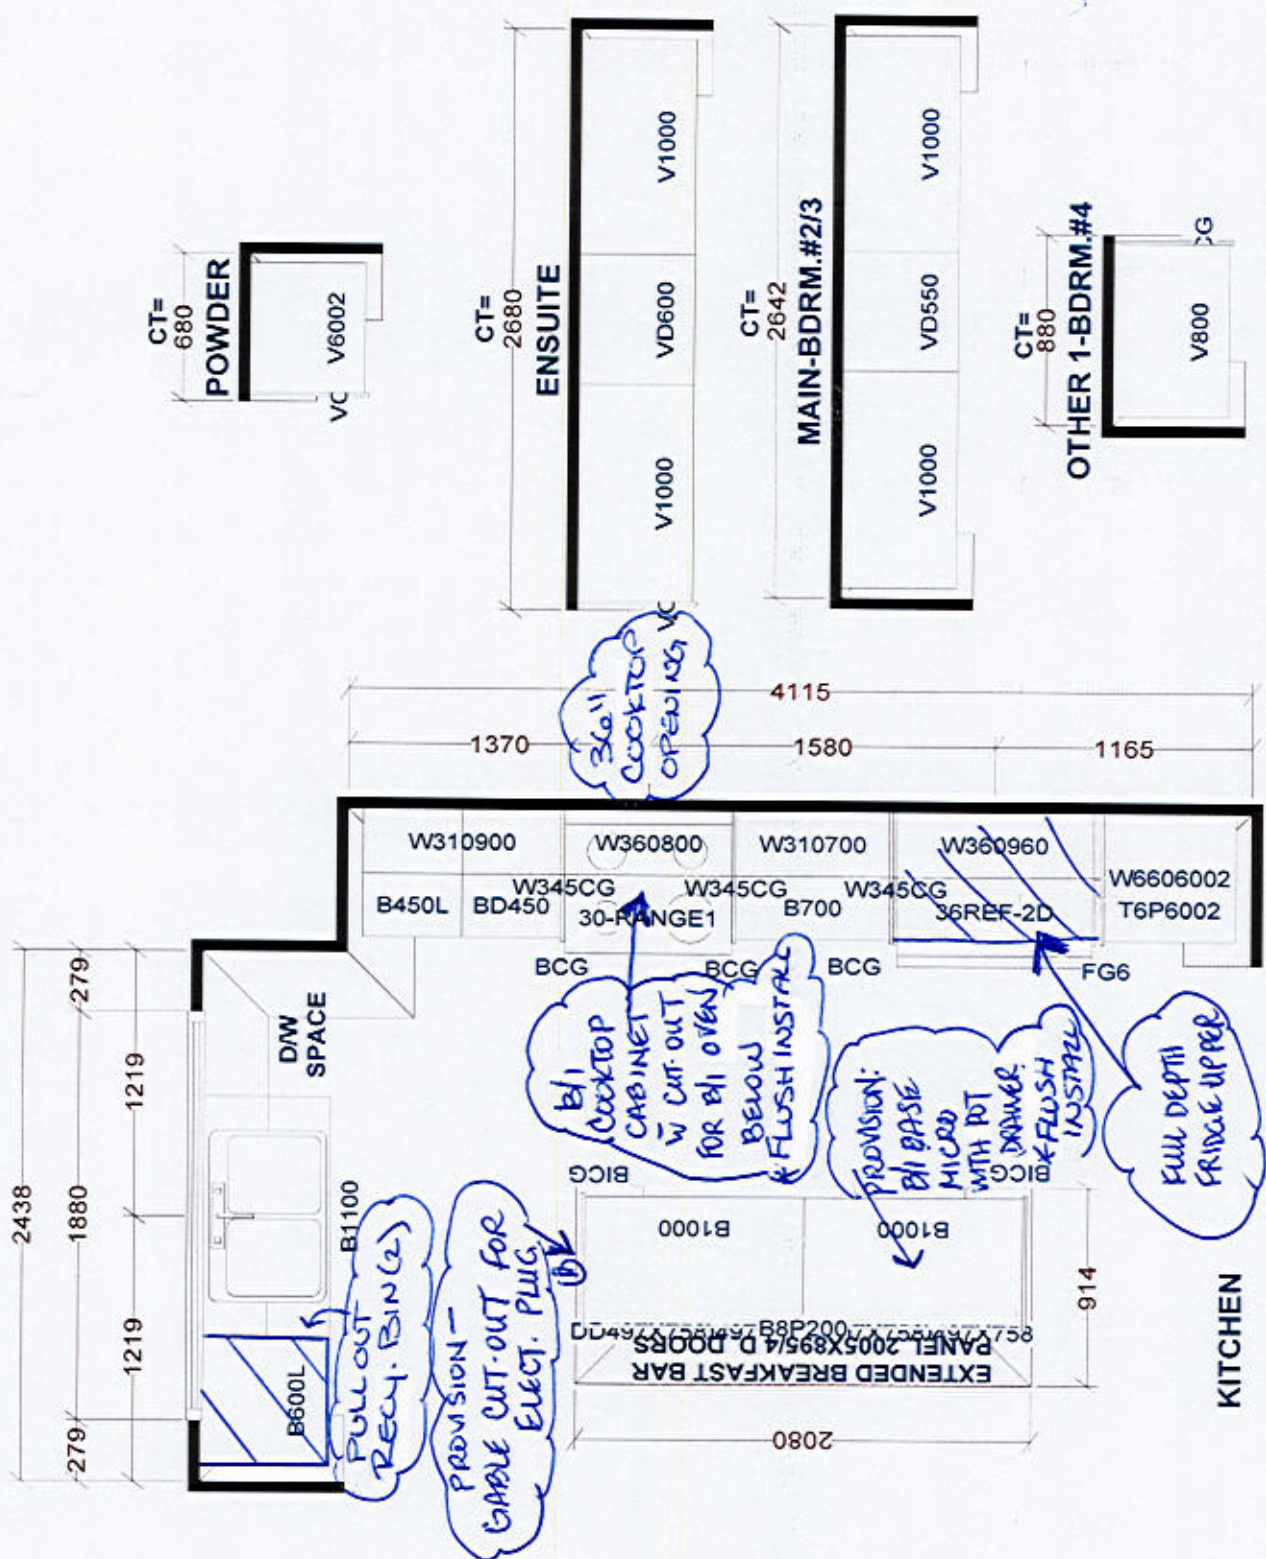 CT=
680
POWDER
V6002
VC
CT=
2680
ENSUITE
V1000
VD600
V1000
VC
CT=
2642
MAIN-BDRM.#2/3
V1000
VD550
V1000
CT=
880
OTHER 1-BDRM.#4
V800
CG
36"
COOKTOP
OPENING
4115
1370
1580
1165
W310900
W360800
W310700
W360960
W345CG
W345CG
W345CG
W6606002
T6P6002
B450L
BD450
30-RANGE1
B700
36REF-2D
BCG
BCG
BCG
FG6
2438
279
1880
279
1219
1219
D/W
SPACE
B1100
B600L
PULL OUT
RECY. BIN (2)
PROVISION -
GABLE CUT-OUT FOR
ELECT. PLUG
B/I
COOKTOP
CABINET
W CUT-OUT
FOR B/I OVEN
BELOW
* FLUSH INSTALL
PROVISION:
B/I BASE
MICRO
WITH POT
DRAWER
* FLUSH
INSTALL
FULL DEPTH
FRIDGE UPPER
BICG
BICG
B1000
B1000
B8P200
EXTENDED BREAKFAST BAR
PANEL 2005X895/4 D. DOORS
914
2080
KITCHEN